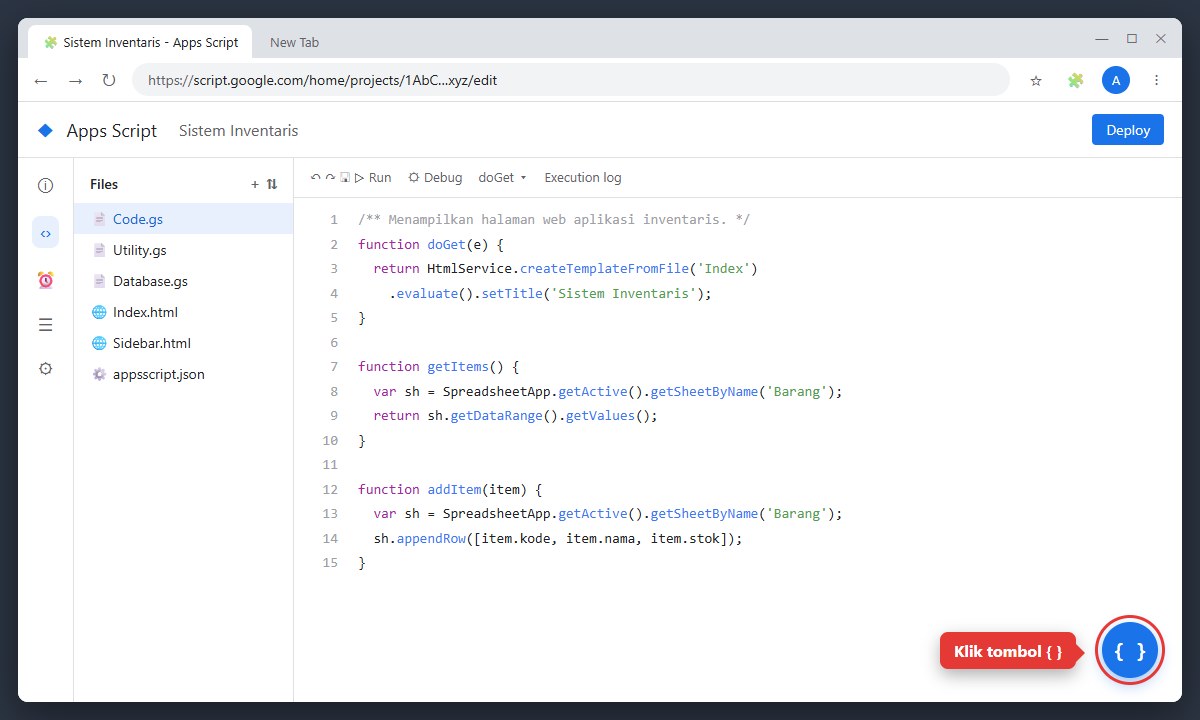 Sistem Inventaris - Apps Script
New Tab
https://script.google.com/home/projects/1AbC...xyz/edit
A
Apps Script Sistem Inventaris
Deploy
Files
Code.gs
Utility.gs
Database.gs
Index.html
Sidebar.html
appsscript.json
Run Debug doGet Execution log
1 /** Menampilkan halaman web aplikasi inventaris. */
2 function doGet(e) {
3 return HtmlService.createTemplateFromFile('Index')
4 .evaluate().setTitle('Sistem Inventaris');
5 }
6
7 function getItems() {
8 var sh = SpreadsheetApp.getActive().getSheetByName('Barang');
9 return sh.getDataRange().getValues();
10 }
11
12 function addItem(item) {
13 var sh = SpreadsheetApp.getActive().getSheetByName('Barang');
14 sh.appendRow([item.kode, item.nama, item.stok]);
15 }
Klik tombol { }
{ }